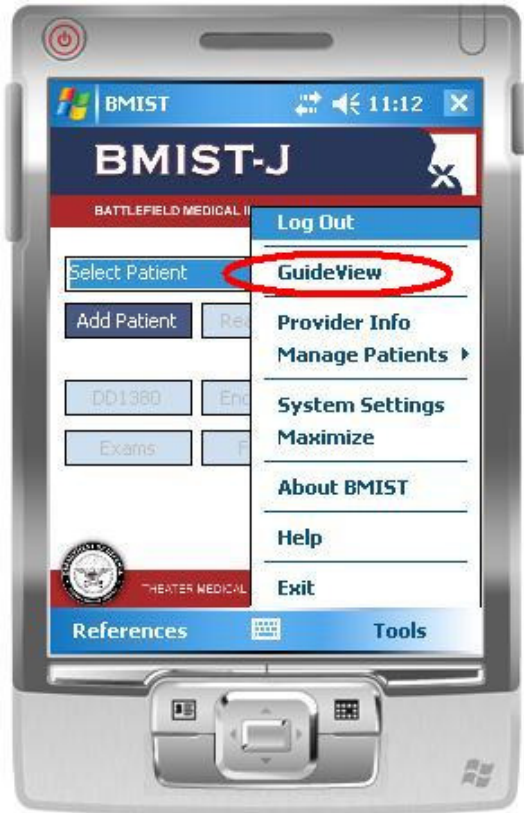 BMIST
11:12
BMIST-J
BATTLEFIELD MEDICAL
Log Out
Select Patient
GuideView
Add Patient
Provider Info
Manage Patients
DD1380
System Settings
Exams
Maximize
About BMIST
Help
THEATER MEDICAL
Exit
References
Tools